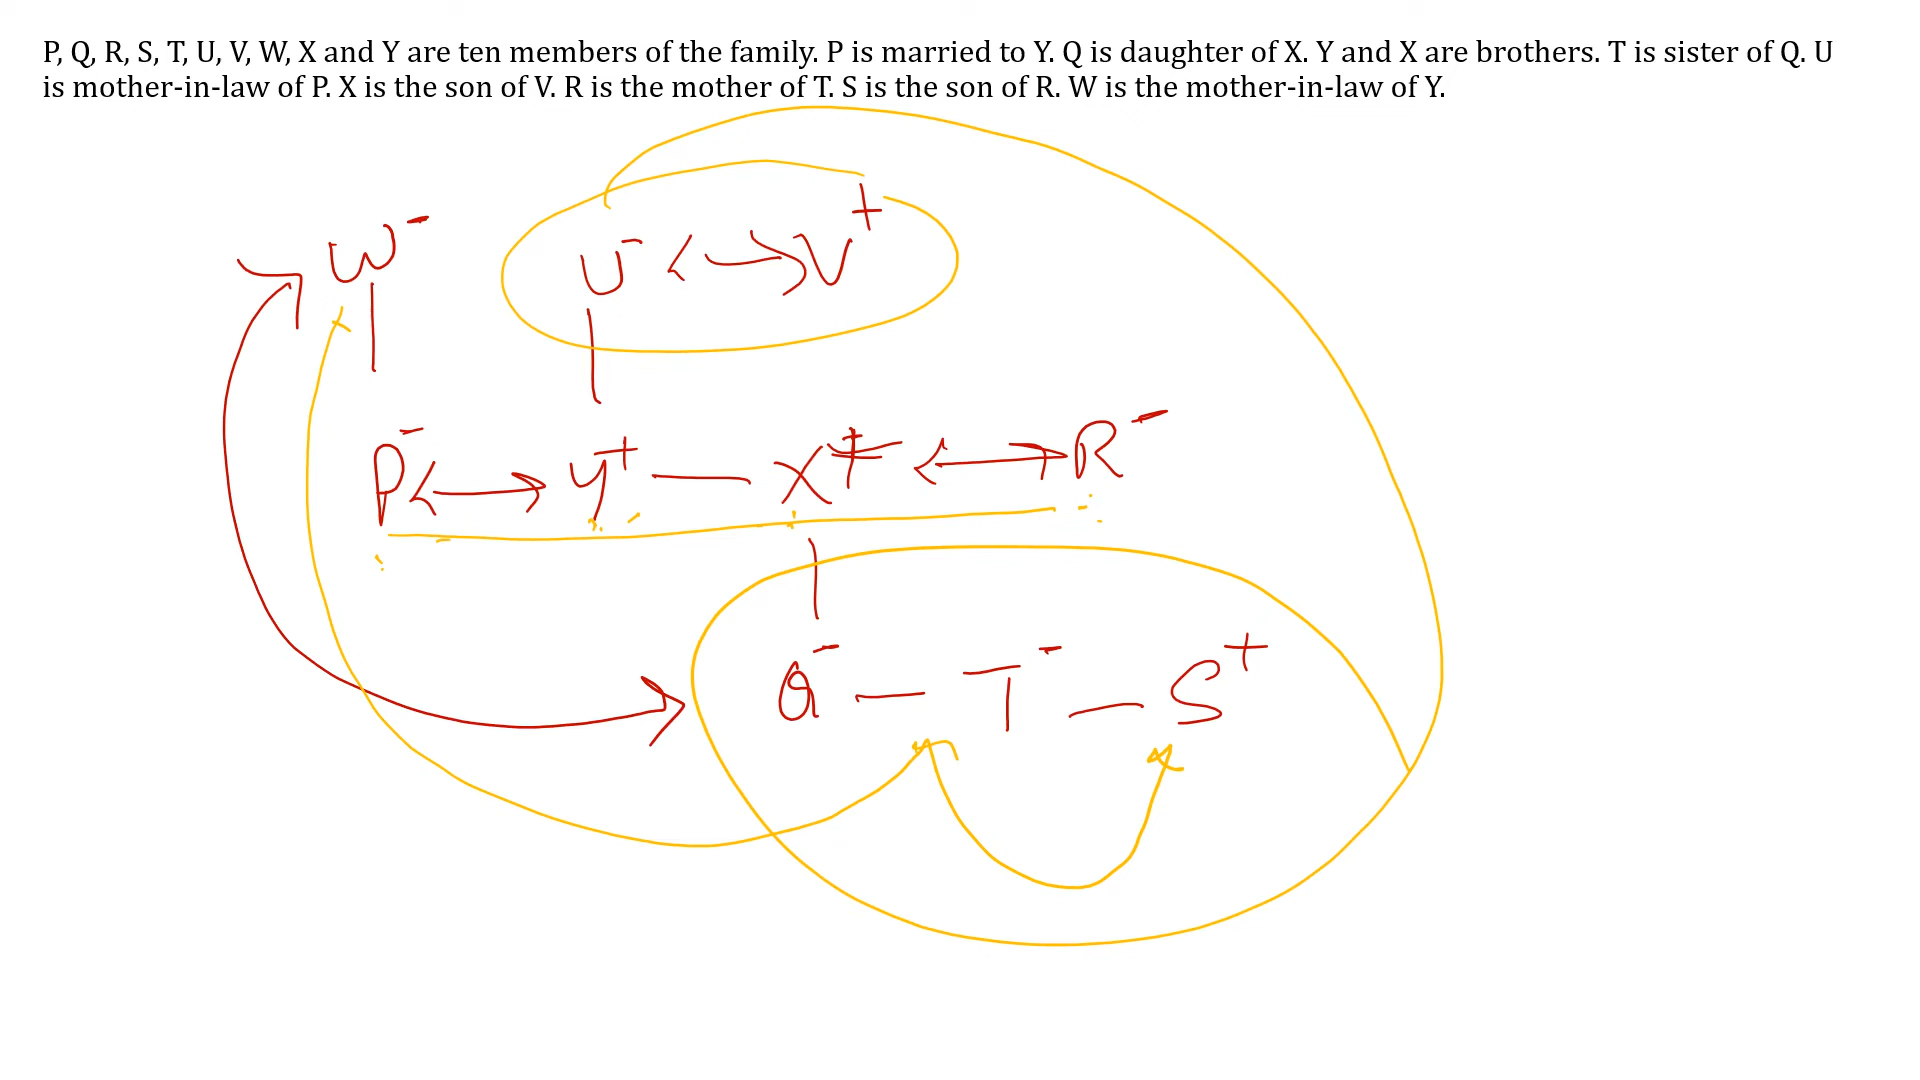 P, Q, R, S, T, U, V, W, X and Y are ten members of the family. P is married to Y. Q is daughter of X. Y and X are brothers. T is sister of Q. U
is mother-in-law of P. X is the son of V. R is the mother of T. S is the son of R. W is the mother-in-law of Y.
W- U- <-> V+
P- <-> Y+ — X+ <-> R-
Q- — T- — S+